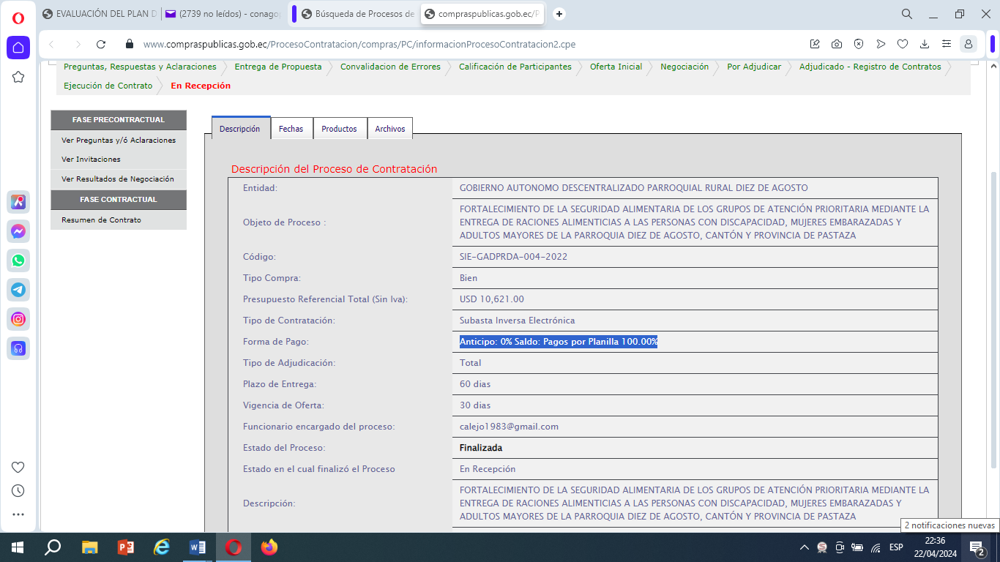 EVALUACIÓN DEL PLAN D
(2739 no leídos) - conago
Búsqueda de Procesos de
compraspublicas.gob.ec/P
www.compraspublicas.gob.ec/ProcesoContratacion/compras/PC/informacionProcesoContratacion2.cpe
Preguntas, Respuestas y Aclaraciones
Entrega de Propuesta
Convalidacion de Errores
Calificación de Participantes
Oferta Inicial
Negociación
Por Adjudicar
Adjudicado - Registro de Contratos
Ejecución de Contrato
En Recepción
FASE PRECONTRACTUAL
Ver Preguntas y/ó Aclaraciones
Ver Invitaciones
Ver Resultados de Negociación
FASE CONTRACTUAL
Resumen de Contrato
Descripción
Fechas
Productos
Archivos
Descripción del Proceso de Contratación
Entidad:
GOBIERNO AUTONOMO DESCENTRALIZADO PARROQUIAL RURAL DIEZ DE AGOSTO
Objeto de Proceso :
FORTALECIMIENTO DE LA SEGURIDAD ALIMENTARIA DE LOS GRUPOS DE ATENCIÓN PRIORITARIA MEDIANTE LA
ENTREGA DE RACIONES ALIMENTICIAS A LAS PERSONAS CON DISCAPACIDAD, MUJERES EMBARAZADAS Y
ADULTOS MAYORES DE LA PARROQUIA DIEZ DE AGOSTO, CANTÓN Y PROVINCIA DE PASTAZA
Código:
SIE-GADPRDA-004-2022
Tipo Compra:
Bien
Presupuesto Referencial Total (Sin Iva):
USD 10,621.00
Tipo de Contratación:
Subasta Inversa Electrónica
Forma de Pago:
Anticipo: 0% Saldo: Pagos por Planilla 100.00%
Tipo de Adjudicación:
Total
Plazo de Entrega:
60 dias
Vigencia de Oferta:
30 dias
Funcionario encargado del proceso:
calejo1983@gmail.com
Estado del Proceso:
Finalizada
Estado en el cual finalizó el Proceso
En Recepción
Descripción:
FORTALECIMIENTO DE LA SEGURIDAD ALIMENTARIA DE LOS GRUPOS DE ATENCIÓN PRIORITARIA MEDIANTE LA
ENTREGA DE RACIONES ALIMENTICIAS A LAS PERSONAS CON DISCAPACIDAD, MUJERES EMBARAZADAS Y
ADULTOS MAYORES DE LA PARROQUIA DIEZ DE AGOSTO, CANTÓN Y PROVINCIA DE PASTAZA
2 notificaciones nuevas
ESP
22:36
22/04/2024
2